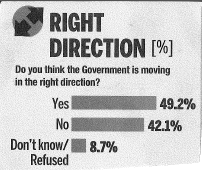 RIGHT
DIRECTION [%]
Do you think the Government is moving
in the right direction?
Yes 49.2%
No 42.1%
Don't know/
Refused 8.7%